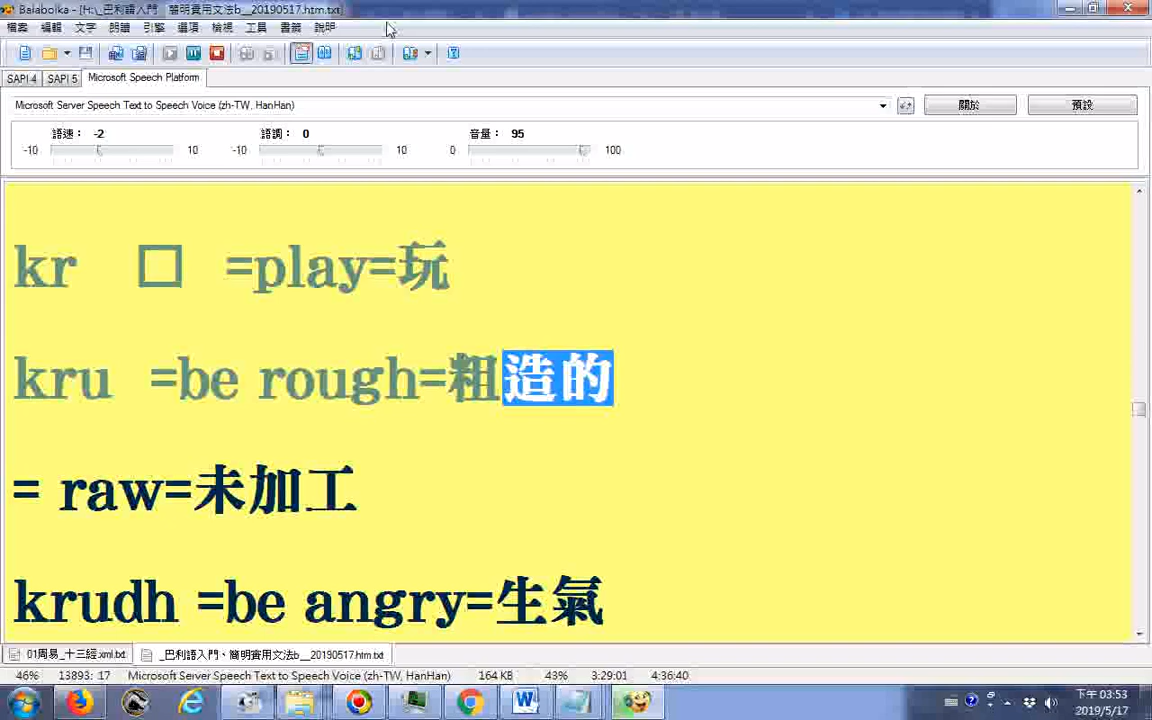 Balabolka - [H:\_巴利語入門、簡明實用文法b__20190517.htm.txt]
檔案 編輯 文字 朗讀 引擎 選項 檢視 工具 書籤 說明
SAPI 4 SAPI 5 Microsoft Speech Platform
Microsoft Server Speech Text to Speech Voice (zh-TW, HanHan) 關於 預設
語速： -2 語調： 0 音量： 95
-10 10 -10 10 0 100
kr □ =play=玩
kru =be rough=粗造的
= raw=未加工
krudh =be angry=生氣
01周易_十三經.xml.txt _巴利語入門、簡明實用文法b__20190517.htm.txt
46% 13893: 17 Microsoft Server Speech Text to Speech Voice (zh-TW, HanHan) 164 KB 43% 3:29:01 4:36:40
下午 03:53
2019/5/17